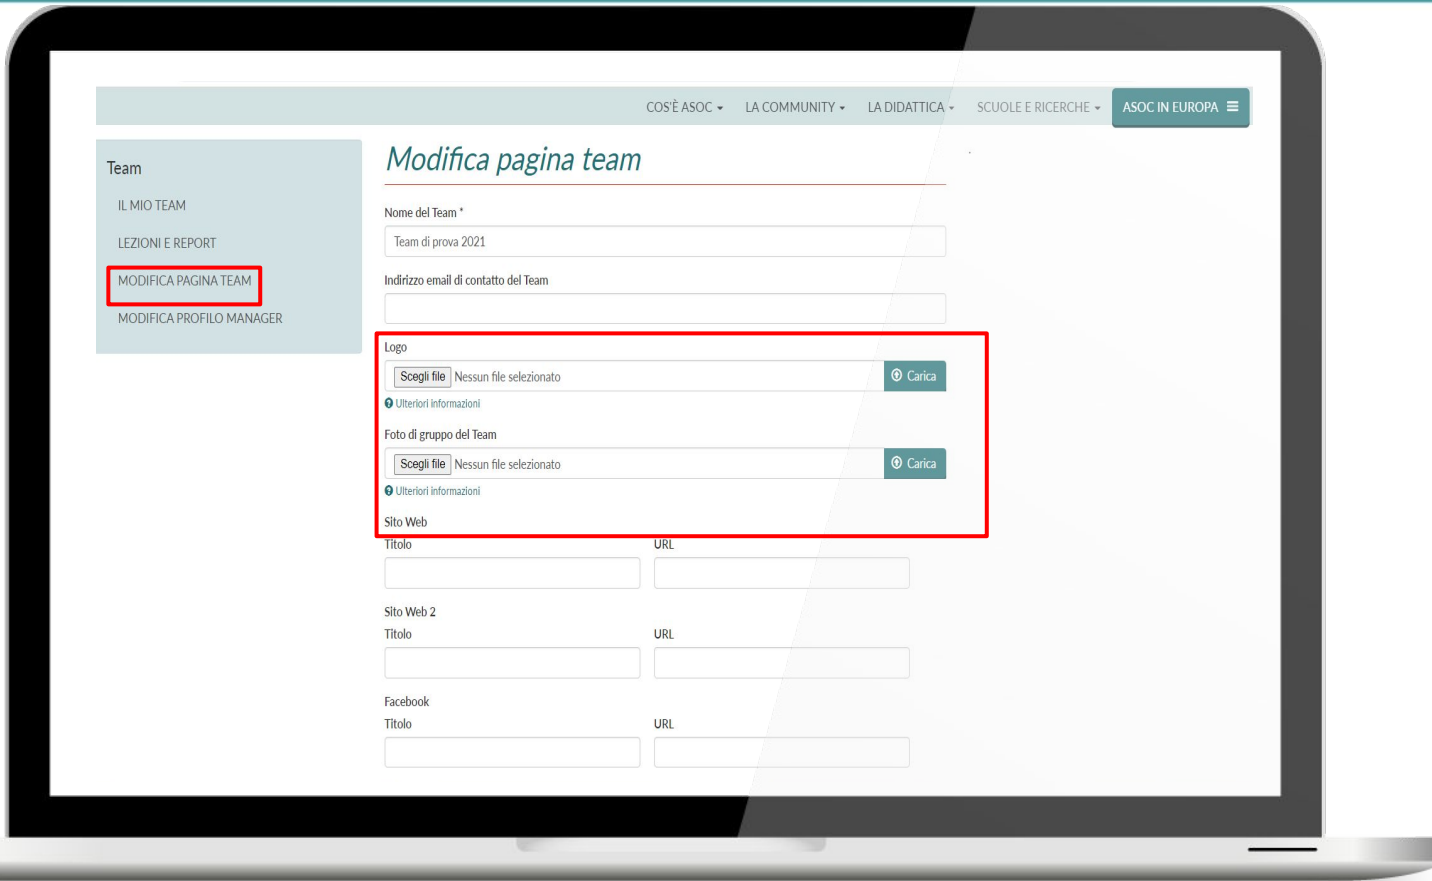 COS'È ASOC LA COMMUNITY LA DIDATTICA SCUOLE E RICERCHE ASOC IN EUROPA
Team
IL MIO TEAM
LEZIONI E REPORT
MODIFICA PAGINA TEAM
MODIFICA PROFILO MANAGER
Modifica pagina team
Nome del Team *
Team di prova 2021
Indirizzo email di contatto del Team
Logo
Scegli file Nessun file selezionato Carica
Ulteriori informazioni
Foto di gruppo del Team
Scegli file Nessun file selezionato Carica
Ulteriori informazioni
Sito Web
Titolo URL
Sito Web 2
Titolo URL
Facebook
Titolo URL